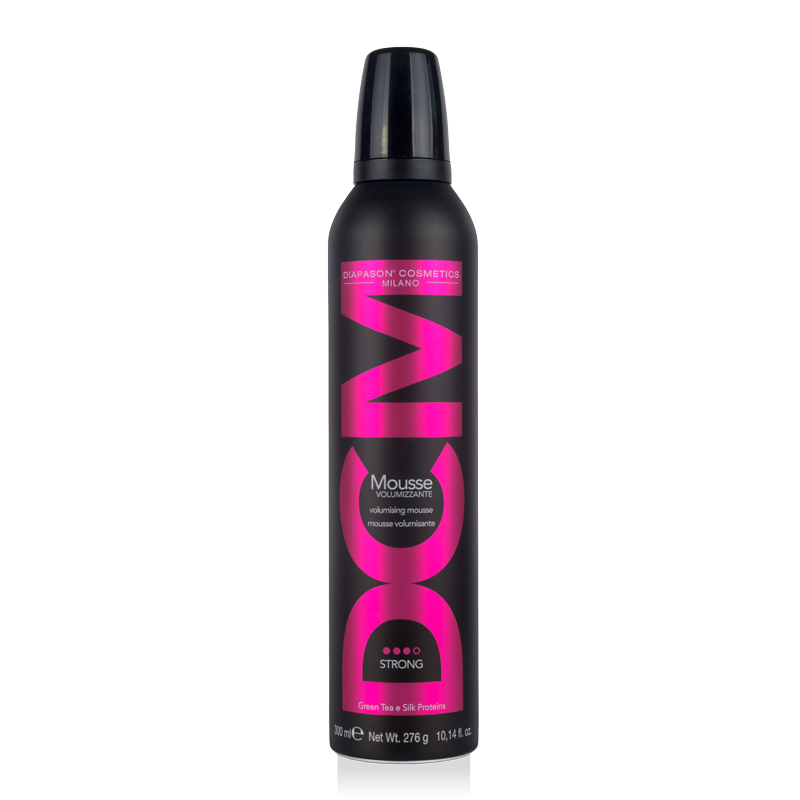 DIAPASON® COSMETICS
MILANO
DCM
Mousse
VOLUMIZZANTE
volumising mousse
mousse volumisante
STRONG
Green Tea e Silk Proteins
300 ml ℮ Net Wt. 276 g 10,14 fl. oz.